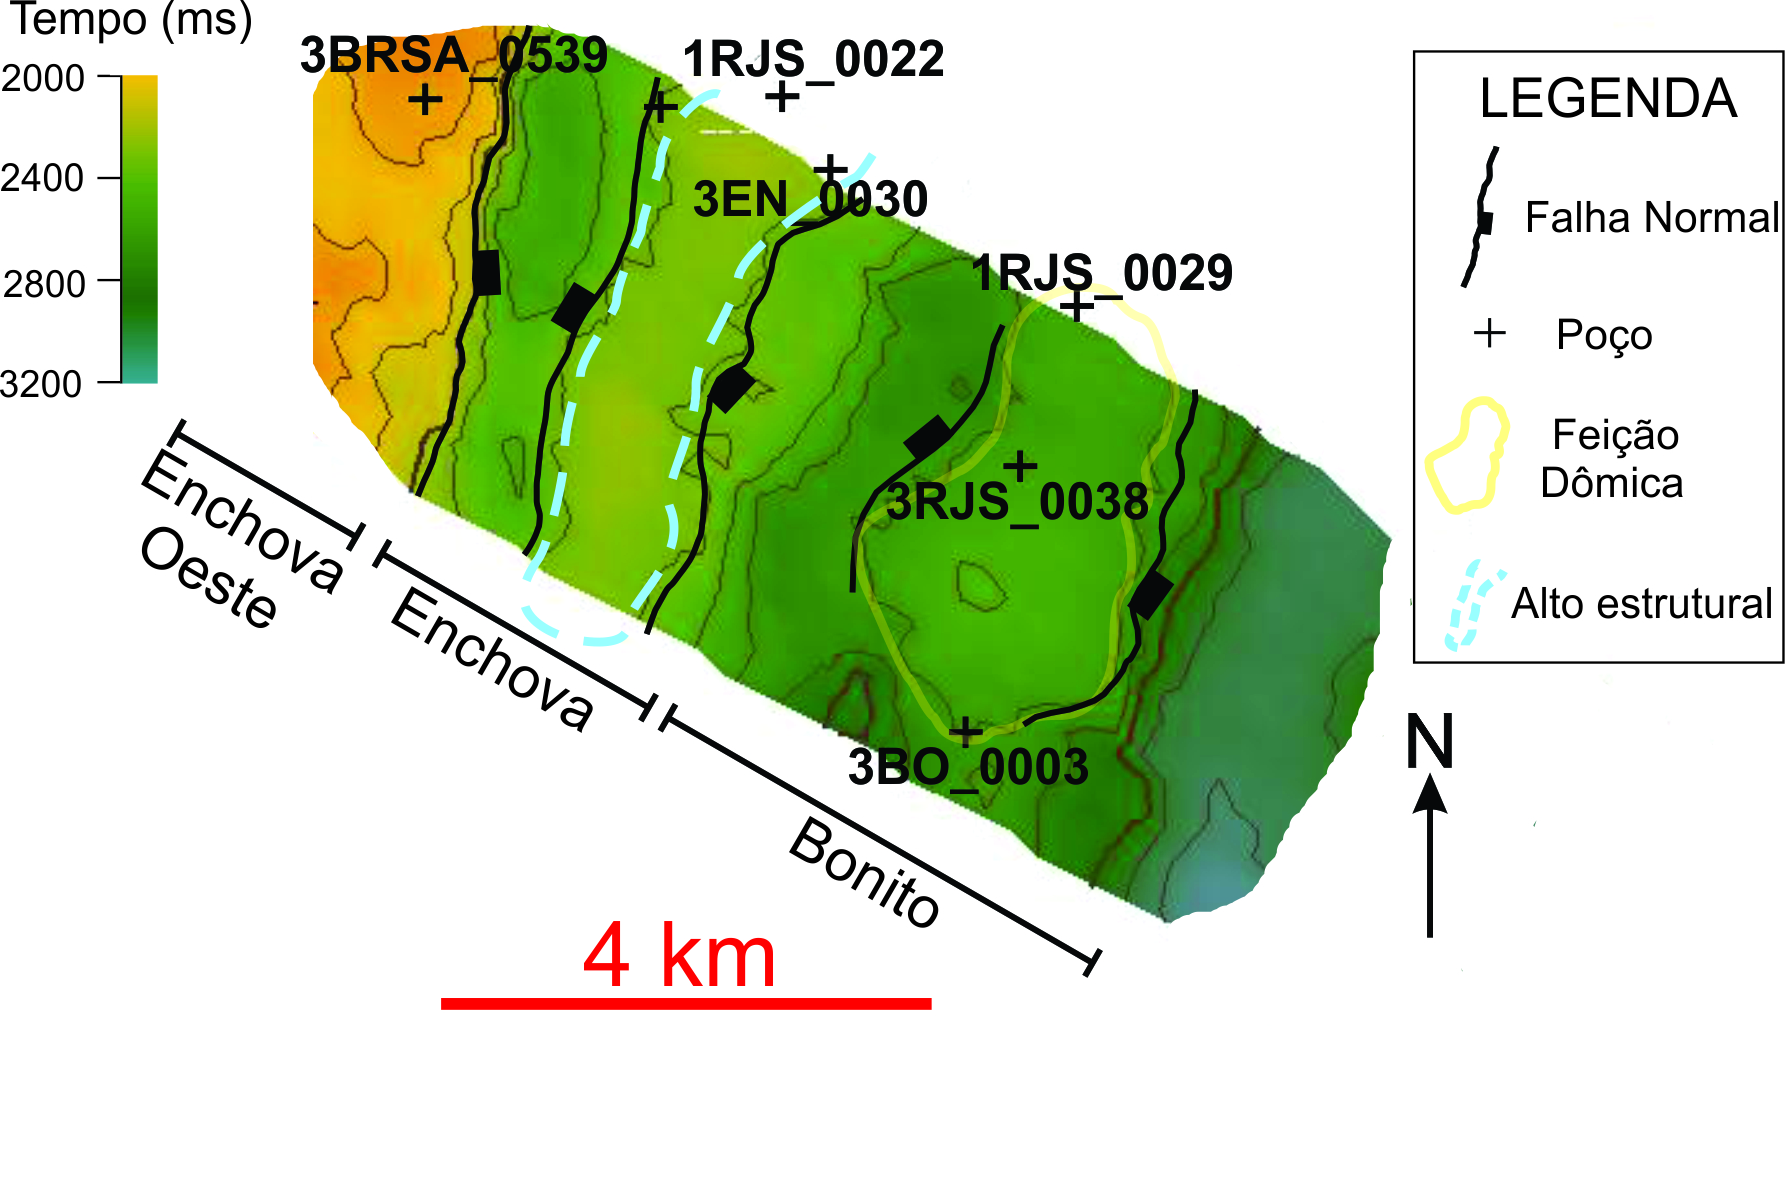 Tempo (ms)
2000
2400
2800
3200
3BRSA_0539
1RJS_0022
3EN_0030
1RJS_0029
3RJS_0038
3BO_0003
Enchova
Oeste
Enchova
Bonito
4 km
LEGENDA
Falha Normal
Poço
Feição
Dômica
Alto estrutural
N